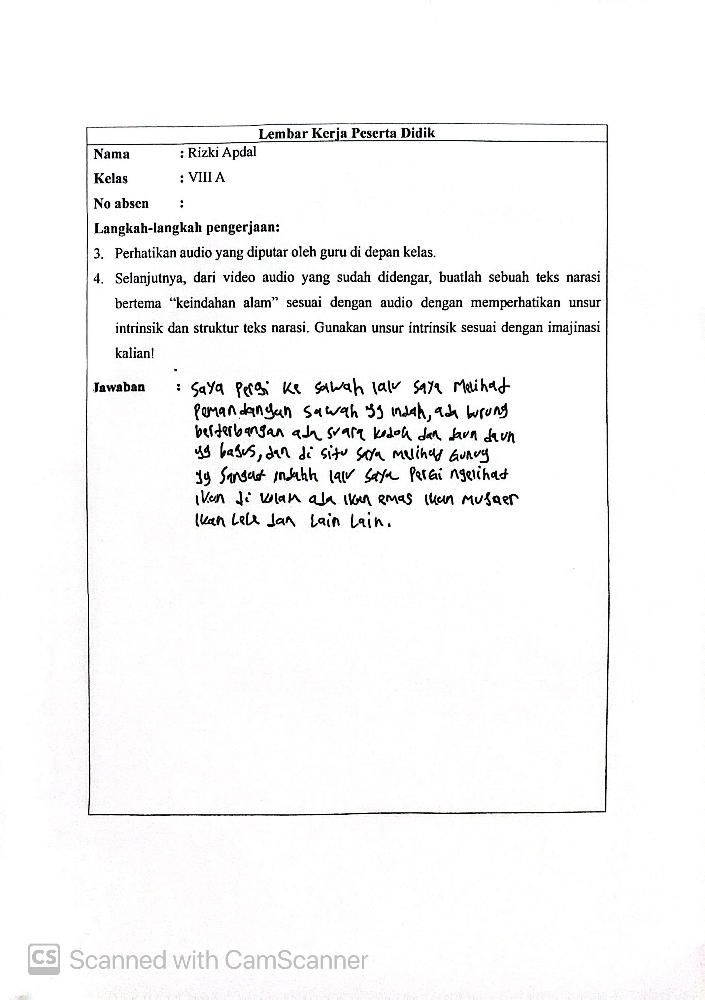 Lembar Kerja Peserta Didik
Nama : Rizki Apdal
Kelas : VIII A
No absen :
Langkah-langkah pengerjaan:
3. Perhatikan audio yang diputar oleh guru di depan kelas.
4. Selanjutnya, dari video audio yang sudah didengar, buatlah sebuah teks narasi
bertema “keindahan alam” sesuai dengan audio dengan memperhatikan unsur
intrinsik dan struktur teks narasi. Gunakan unsur intrinsik sesuai dengan imajinasi
kalian!
Jawaban : saya Pergi ke sawah lalu saya Melihat
Pemandangan sawah yg indah, ada burung
berterbangan ada suara kodok dan daun daun
yg bagus, dan di situ saya melihat Gunug
yg Sangat indahh lalu saya PerGi ngelihat
ikan di kolam ada ikan emas ikan musaer
Ikan Lele dan Lain Lain.
CS Scanned with CamScanner